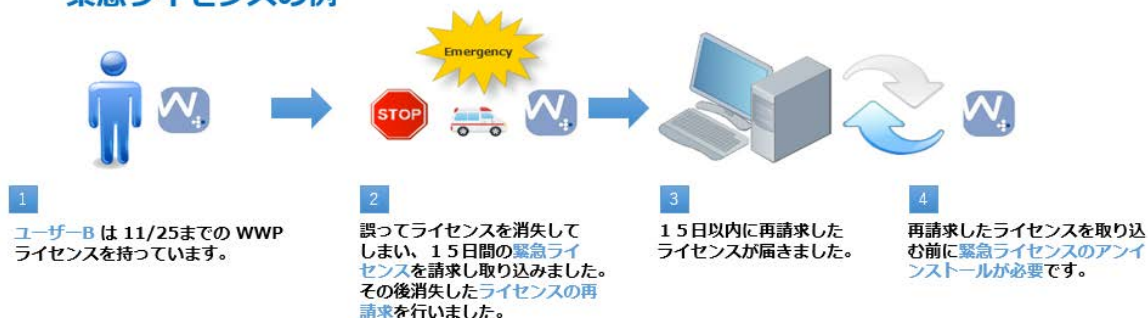 緊急ライセンスの例
Emergency
STOP
1
ユーザーB は 11/25までの WWP
ライセンスを持っています。
2
誤ってライセンスを消失して
しまい、１５日間の緊急ライ
センスを請求し取り込みました。
その後消失したライセンスの再
請求を行いました。
3
１５日以内に再請求した
ライセンスが届きました。
4
再請求したライセンスを取り込
む前に緊急ライセンスのアンイ
ンストールが必要です。